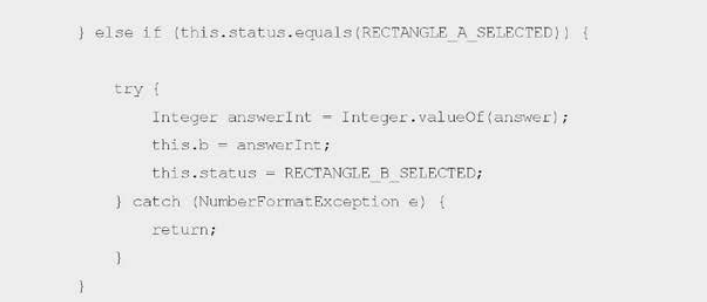 } else if (this.status.equals(RECTANGLE_A_SELECTED)) {
try {
Integer answerInt = Integer.valueOf(answer);
this.b = answerInt;
this.status = RECTANGLE_B_SELECTED;
} catch (NumberFormatException e) {
return;
}
}